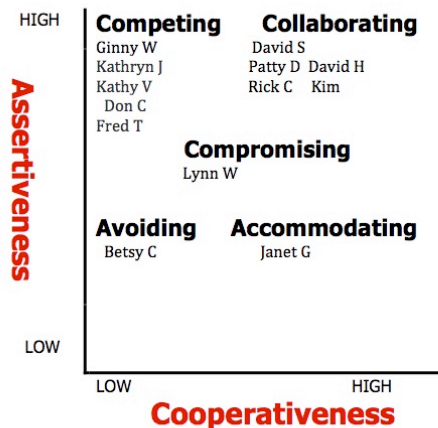 HIGH
Competing
Collaborating
Ginny W
Kathryn J
Kathy V
Don C
Fred T
David S
Patty D David H
Rick C Kim
Assertiveness
Compromising
Lynn W
Avoiding
Betsy C
Accommodating
Janet G
LOW
LOW
HIGH
Cooperativeness